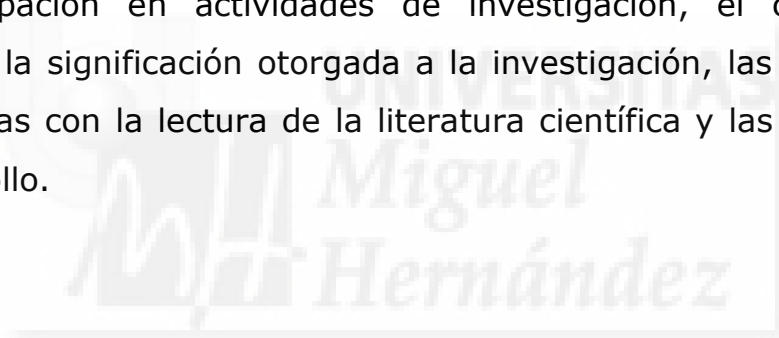 pación en actividades de investigación, el
la significación otorgada a la investigación, las
as con la lectura de la literatura científica y las
llo.
UNIVERSITAS
Miguel
Hernández